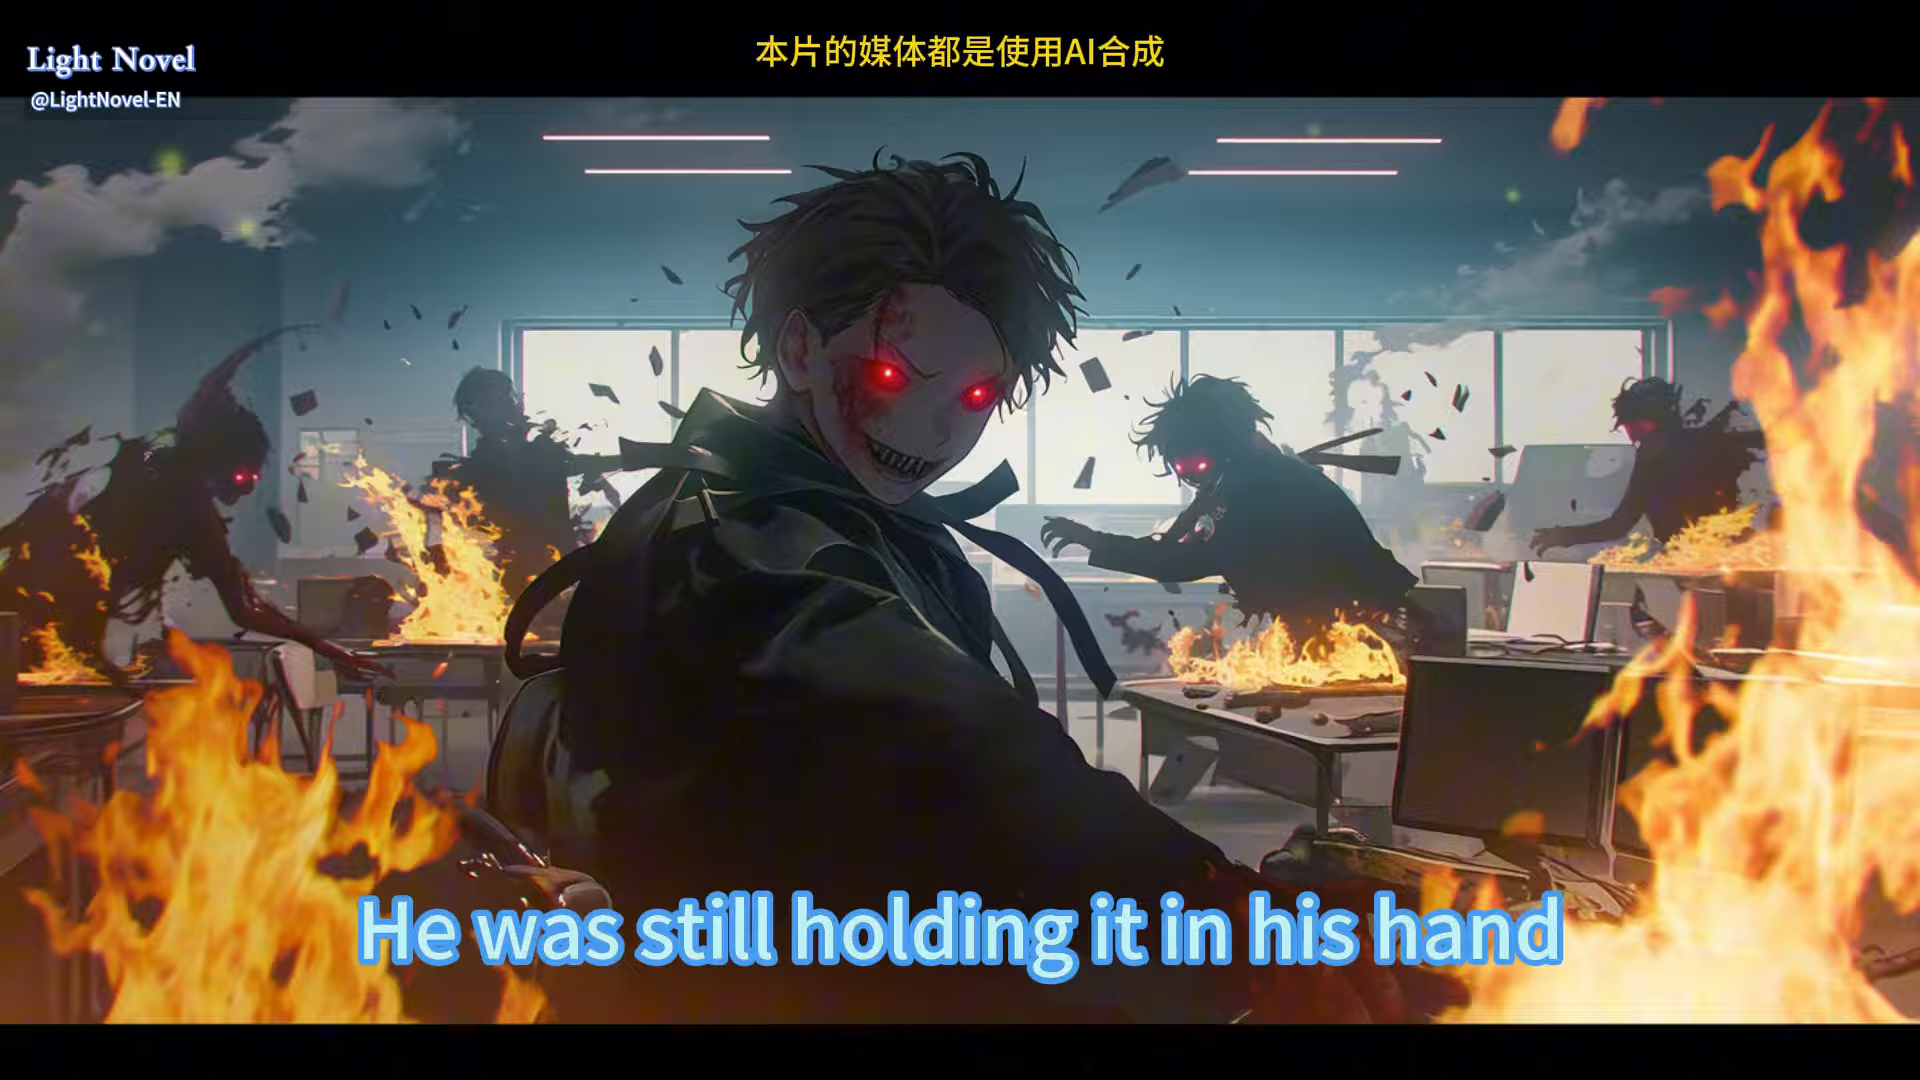 本片的媒体都是使用AI合成
Light Novel
@LightNovel-EN
He was still holding it in his hand